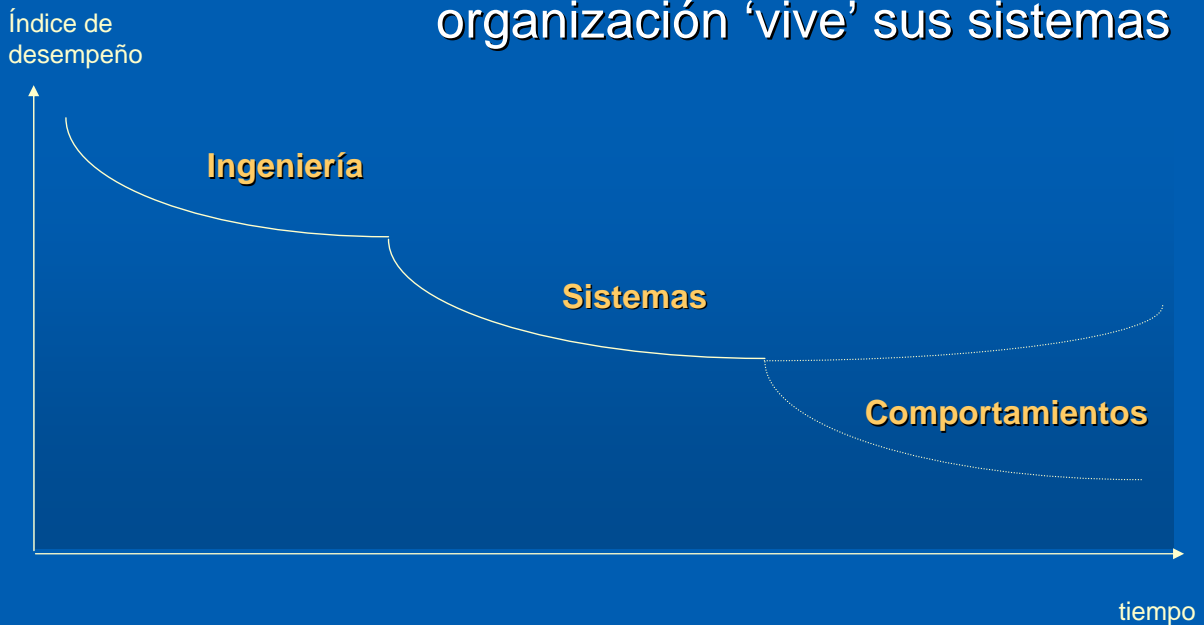 organización ‘vive’ sus sistemas
Índice de
desempeño
Ingeniería
Sistemas
Comportamientos
tiempo